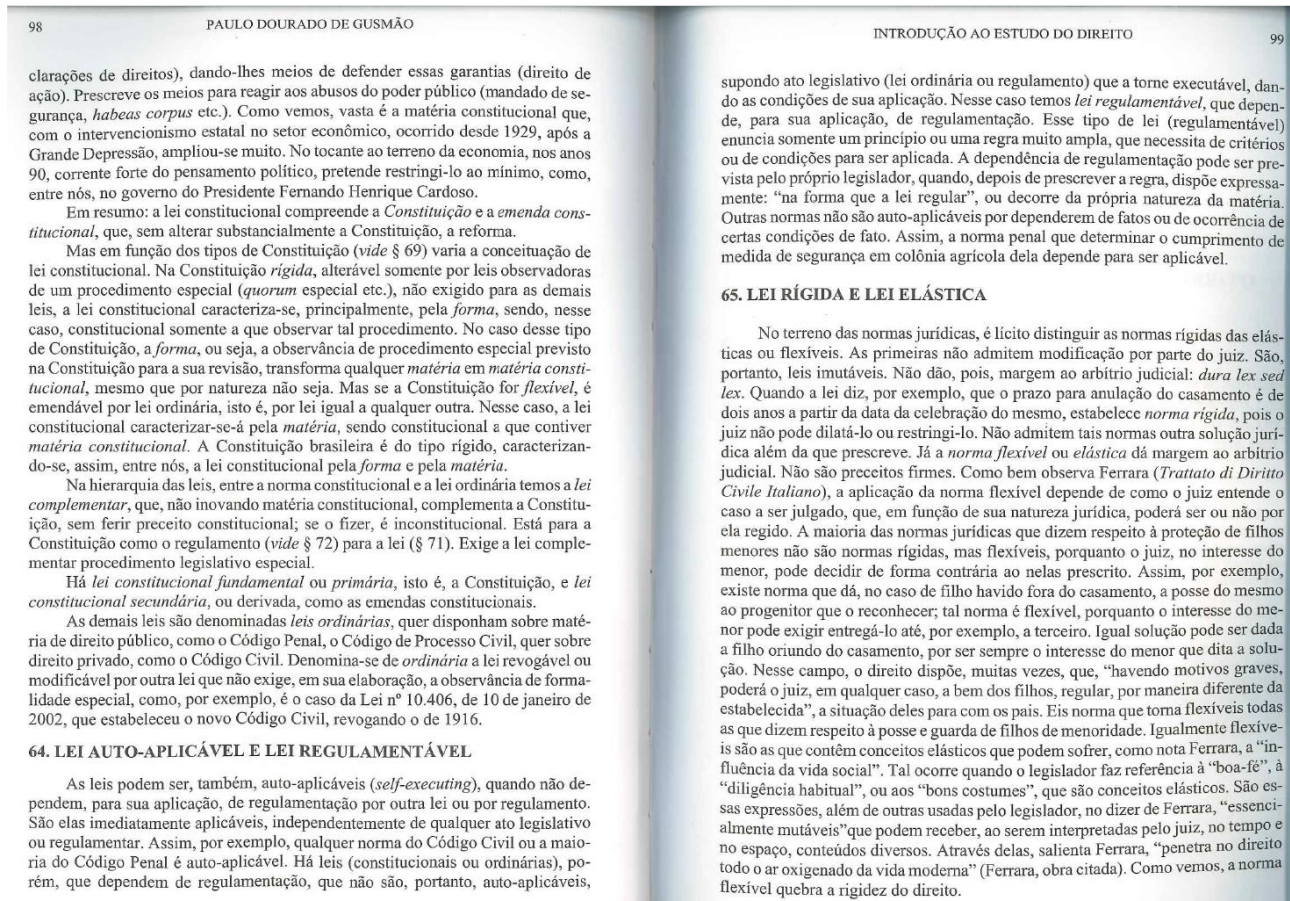 98
PAULO DOURADO DE GUSMÃO
clarações de direitos), dando-lhes meios de defender essas garantias (direito de
ação). Prescreve os meios para reagir aos abusos do poder público (mandado de se-
gurança, habeas corpus etc.). Como vemos, vasta é a matéria constitucional que,
com o intervencionismo estatal no setor econômico, ocorrido desde 1929, após a
Grande Depressão, ampliou-se muito. No tocante ao terreno da economia, nos anos
90, corrente forte do pensamento político, pretende restringi-lo ao mínimo, como,
entre nós, no governo do Presidente Fernando Henrique Cardoso.
Em resumo: a lei constitucional compreende a Constituição e a emenda cons-
titucional, que, sem alterar substancialmente a Constituição, a reforma.
Mas em função dos tipos de Constituição (vide § 69) varia a conceituação de
lei constitucional. Na Constituição rígida, alterável somente por leis observadoras
de um procedimento especial (quorum especial etc.), não exigido para as demais
leis, a lei constitucional caracteriza-se, principalmente, pela forma, sendo, nesse
caso, constitucional somente a que observar tal procedimento. No caso desse tipo
de Constituição, a forma, ou seja, a observância de procedimento especial previsto
na Constituição para a sua revisão, transforma qualquer matéria em matéria consti-
tucional, mesmo que por natureza não seja. Mas se a Constituição for flexível, é
emendável por lei ordinária, isto é, por lei igual a qualquer outra. Nesse caso, a lei
constitucional caracterizar-se-á pela matéria, sendo constitucional a que contiver
matéria constitucional. A Constituição brasileira é do tipo rígido, caracterizan-
do-se, assim, entre nós, a lei constitucional pela forma e pela matéria.
Na hierarquia das leis, entre a norma constitucional e a lei ordinária temos a lei
complementar, que, não inovando matéria constitucional, complementa a Constitu-
ição, sem ferir preceito constitucional; se o fizer, é inconstitucional. Está para a
Constituição como o regulamento (vide § 72) para a lei (§ 71). Exige a lei comple-
mentar procedimento legislativo especial.
Há lei constitucional fundamental ou primária, isto é, a Constituição, e lei
constitucional secundária, ou derivada, como as emendas constitucionais.
As demais leis são denominadas leis ordinárias, quer disponham sobre maté-
ria de direito público, como o Código Penal, o Código de Processo Civil, quer sobre
direito privado, como o Código Civil. Denomina-se de ordinária a lei revogável ou
modificável por outra lei que não exige, em sua elaboração, a observância de forma-
lidade especial, como, por exemplo, é o caso da Lei nº 10.406, de 10 de janeiro de
2002, que estabeleceu o novo Código Civil, revogando o de 1916.
64. LEI AUTO-APLICÁVEL E LEI REGULAMENTÁVEL
As leis podem ser, também, auto-aplicáveis (self-executing), quando não de-
pendem, para sua aplicação, de regulamentação por outra lei ou por regulamento.
São elas imediatamente aplicáveis, independentemente de qualquer ato legislativo
ou regulamentar. Assim, por exemplo, qualquer norma do Código Civil ou a maio-
ria do Código Penal é auto-aplicável. Há leis (constitucionais ou ordinárias), po-
rém, que dependem de regulamentação, que não são, portanto, auto-aplicáveis,
INTRODUÇÃO AO ESTUDO DO DIREITO
99
supondo ato legislativo (lei ordinária ou regulamento) que a torne executável, dan-
do as condições de sua aplicação. Nesse caso temos lei regulamentável, que depen-
de, para sua aplicação, de regulamentação. Esse tipo de lei (regulamentável)
enuncia somente um princípio ou uma regra muito ampla, que necessita de critérios
ou de condições para ser aplicada. A dependência de regulamentação pode ser pre-
vista pelo próprio legislador, quando, depois de prescrever a regra, dispõe expressa-
mente: “na forma que a lei regular”, ou decorre da própria natureza da matéria.
Outras normas não são auto-aplicáveis por dependerem de fatos ou de ocorrência de
certas condições de fato. Assim, a norma penal que determinar o cumprimento de
medida de segurança em colônia agrícola dela depende para ser aplicável.
65. LEI RÍGIDA E LEI ELÁSTICA
No terreno das normas jurídicas, é lícito distinguir as normas rígidas das elás-
ticas ou flexíveis. As primeiras não admitem modificação por parte do juiz. São,
portanto, leis imutáveis. Não dão, pois, margem ao arbítrio judicial: dura lex sed
lex. Quando a lei diz, por exemplo, que o prazo para anulação do casamento é de
dois anos a partir da data da celebração do mesmo, estabelece norma rígida, pois o
juiz não pode dilatá-lo ou restringi-lo. Não admitem tais normas outra solução jurí-
dica além da que prescreve. Já a norma flexível ou elástica dá margem ao arbítrio
judicial. Não são preceitos firmes. Como bem observa Ferrara (Trattato di Diritto
Civile Italiano), a aplicação da norma flexível depende de como o juiz entende o
caso a ser julgado, que, em função de sua natureza jurídica, poderá ser ou não por
ela regido. A maioria das normas jurídicas que dizem respeito à proteção de filhos
menores não são normas rígidas, mas flexíveis, porquanto o juiz, no interesse do
menor, pode decidir de forma contrária ao nelas prescrito. Assim, por exemplo,
existe norma que dá, no caso de filho havido fora do casamento, a posse do mesmo
ao progenitor que o reconhecer; tal norma é flexível, porquanto o interesse do me-
nor pode exigir entregá-lo até, por exemplo, a terceiro. Igual solução pode ser dada
a filho oriundo do casamento, por ser sempre o interesse do menor que dita a solu-
ção. Nesse campo, o direito dispõe, muitas vezes, que, “havendo motivos graves,
poderá o juiz, em qualquer caso, a bem dos filhos, regular, por maneira diferente da
estabelecida”, a situação deles para com os pais. Eis norma que torna flexíveis todas
as que dizem respeito à posse e guarda de filhos de menoridade. Igualmente flexíve-
is são as que contêm conceitos elásticos que podem sofrer, como nota Ferrara, a “in-
fluência da vida social”. Tal ocorre quando o legislador faz referência à “boa-fé”, à
“diligência habitual”, ou aos “bons costumes”, que são conceitos elásticos. São es-
sas expressões, além de outras usadas pelo legislador, no dizer de Ferrara, “essenci-
almente mutáveis”que podem receber, ao serem interpretadas pelo juiz, no tempo e
no espaço, conteúdos diversos. Através delas, salienta Ferrara, “penetra no direito
todo o ar oxigenado da vida moderna” (Ferrara, obra citada). Como vemos, a norma
flexível quebra a rigidez do direito.